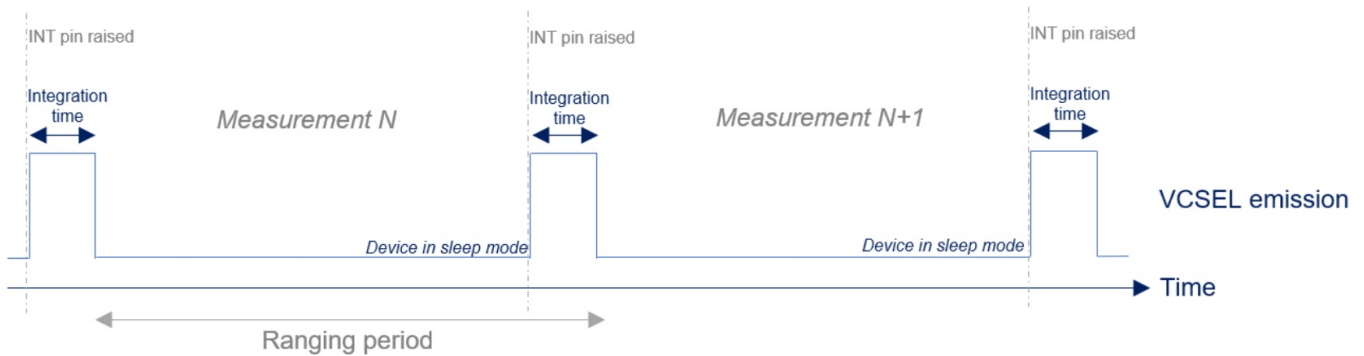 INT pin raised
INT pin raised
INT pin raised
Integration
time
Measurement N
Integration
time
Measurement N+1
Integration
time
VCSEL emission
Device in sleep mode
Device in sleep mode
Time
Ranging period